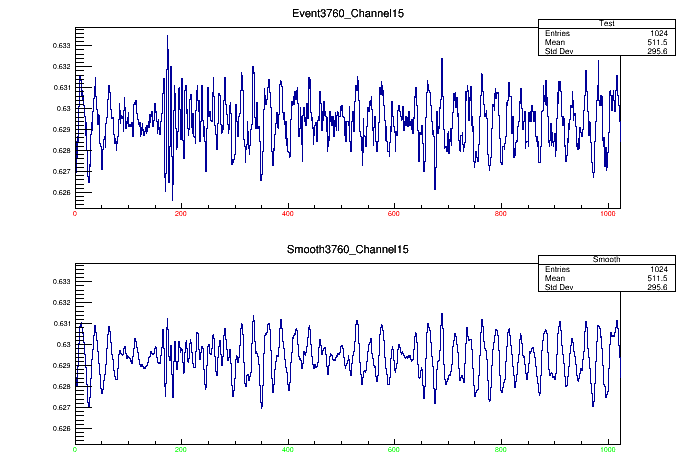 Event3760_Channel15
Test
Entries 1024
Mean 511.5
Std Dev 295.6
0.633
0.632
0.631
0.63
0.629
0.628
0.627
0.626
0 200 400 600 800 1000
Smooth3760_Channel15
Smooth
Entries 1024
Mean 511.5
Std Dev 295.6
0.633
0.632
0.631
0.63
0.629
0.628
0.627
0.626
0 200 400 600 800 1000